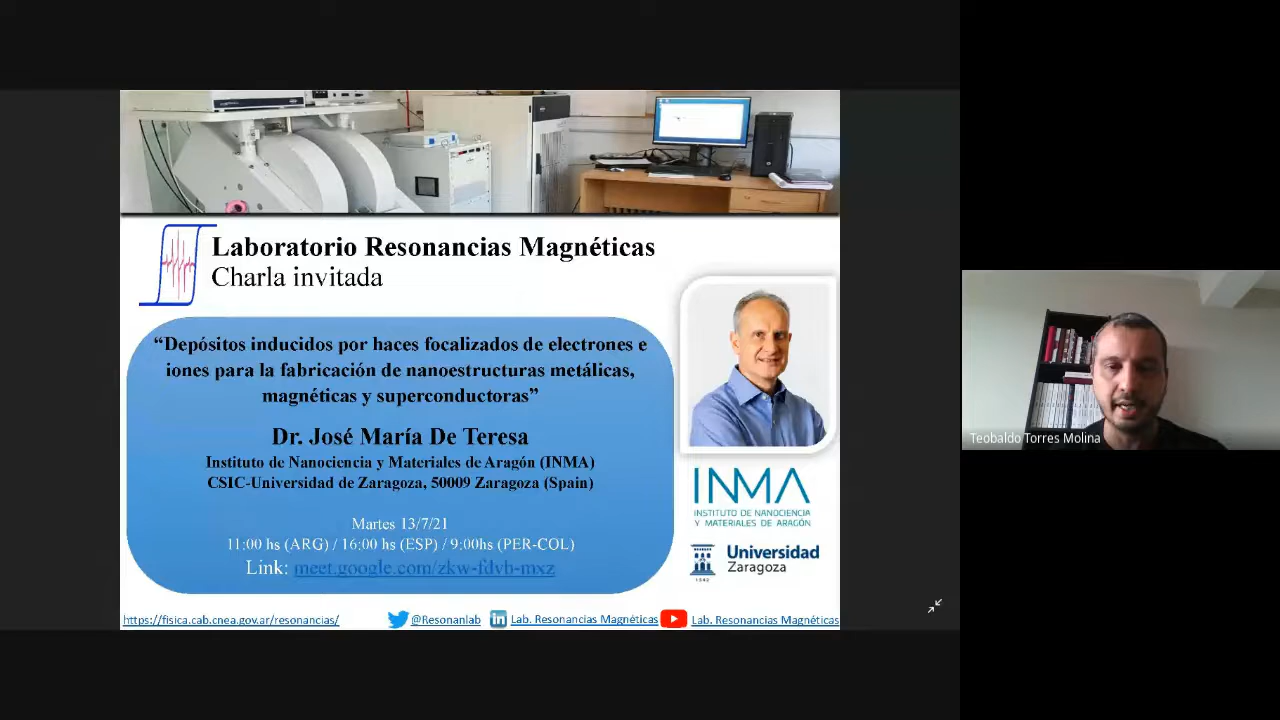 Laboratorio Resonancias Magnéticas
Charla invitada
“Depósitos inducidos por haces focalizados de electrones e
iones para la fabricación de nanoestructuras metálicas,
magnéticas y superconductoras”
Dr. José María De Teresa
Instituto de Nanociencia y Materiales de Aragón (INMA)
CSIC-Universidad de Zaragoza, 50009 Zaragoza (Spain)
Martes 13/7/21
11:00 hs (ARG) / 16:00 hs (ESP) / 9:00hs (PER-COL)
Link: meet.google.com/zkw-fdvb-mxz
INMA
INSTITUTO DE NANOCIENCIA
Y MATERIALES DE ARAGÓN
Universidad
Zaragoza
1542
https://fisica.cab.cnea.gov.ar/resonancias/
@Resonanlab
Lab. Resonancias Magnéticas
Lab. Resonancias Magnéticas
Teobaldo Torres Molina